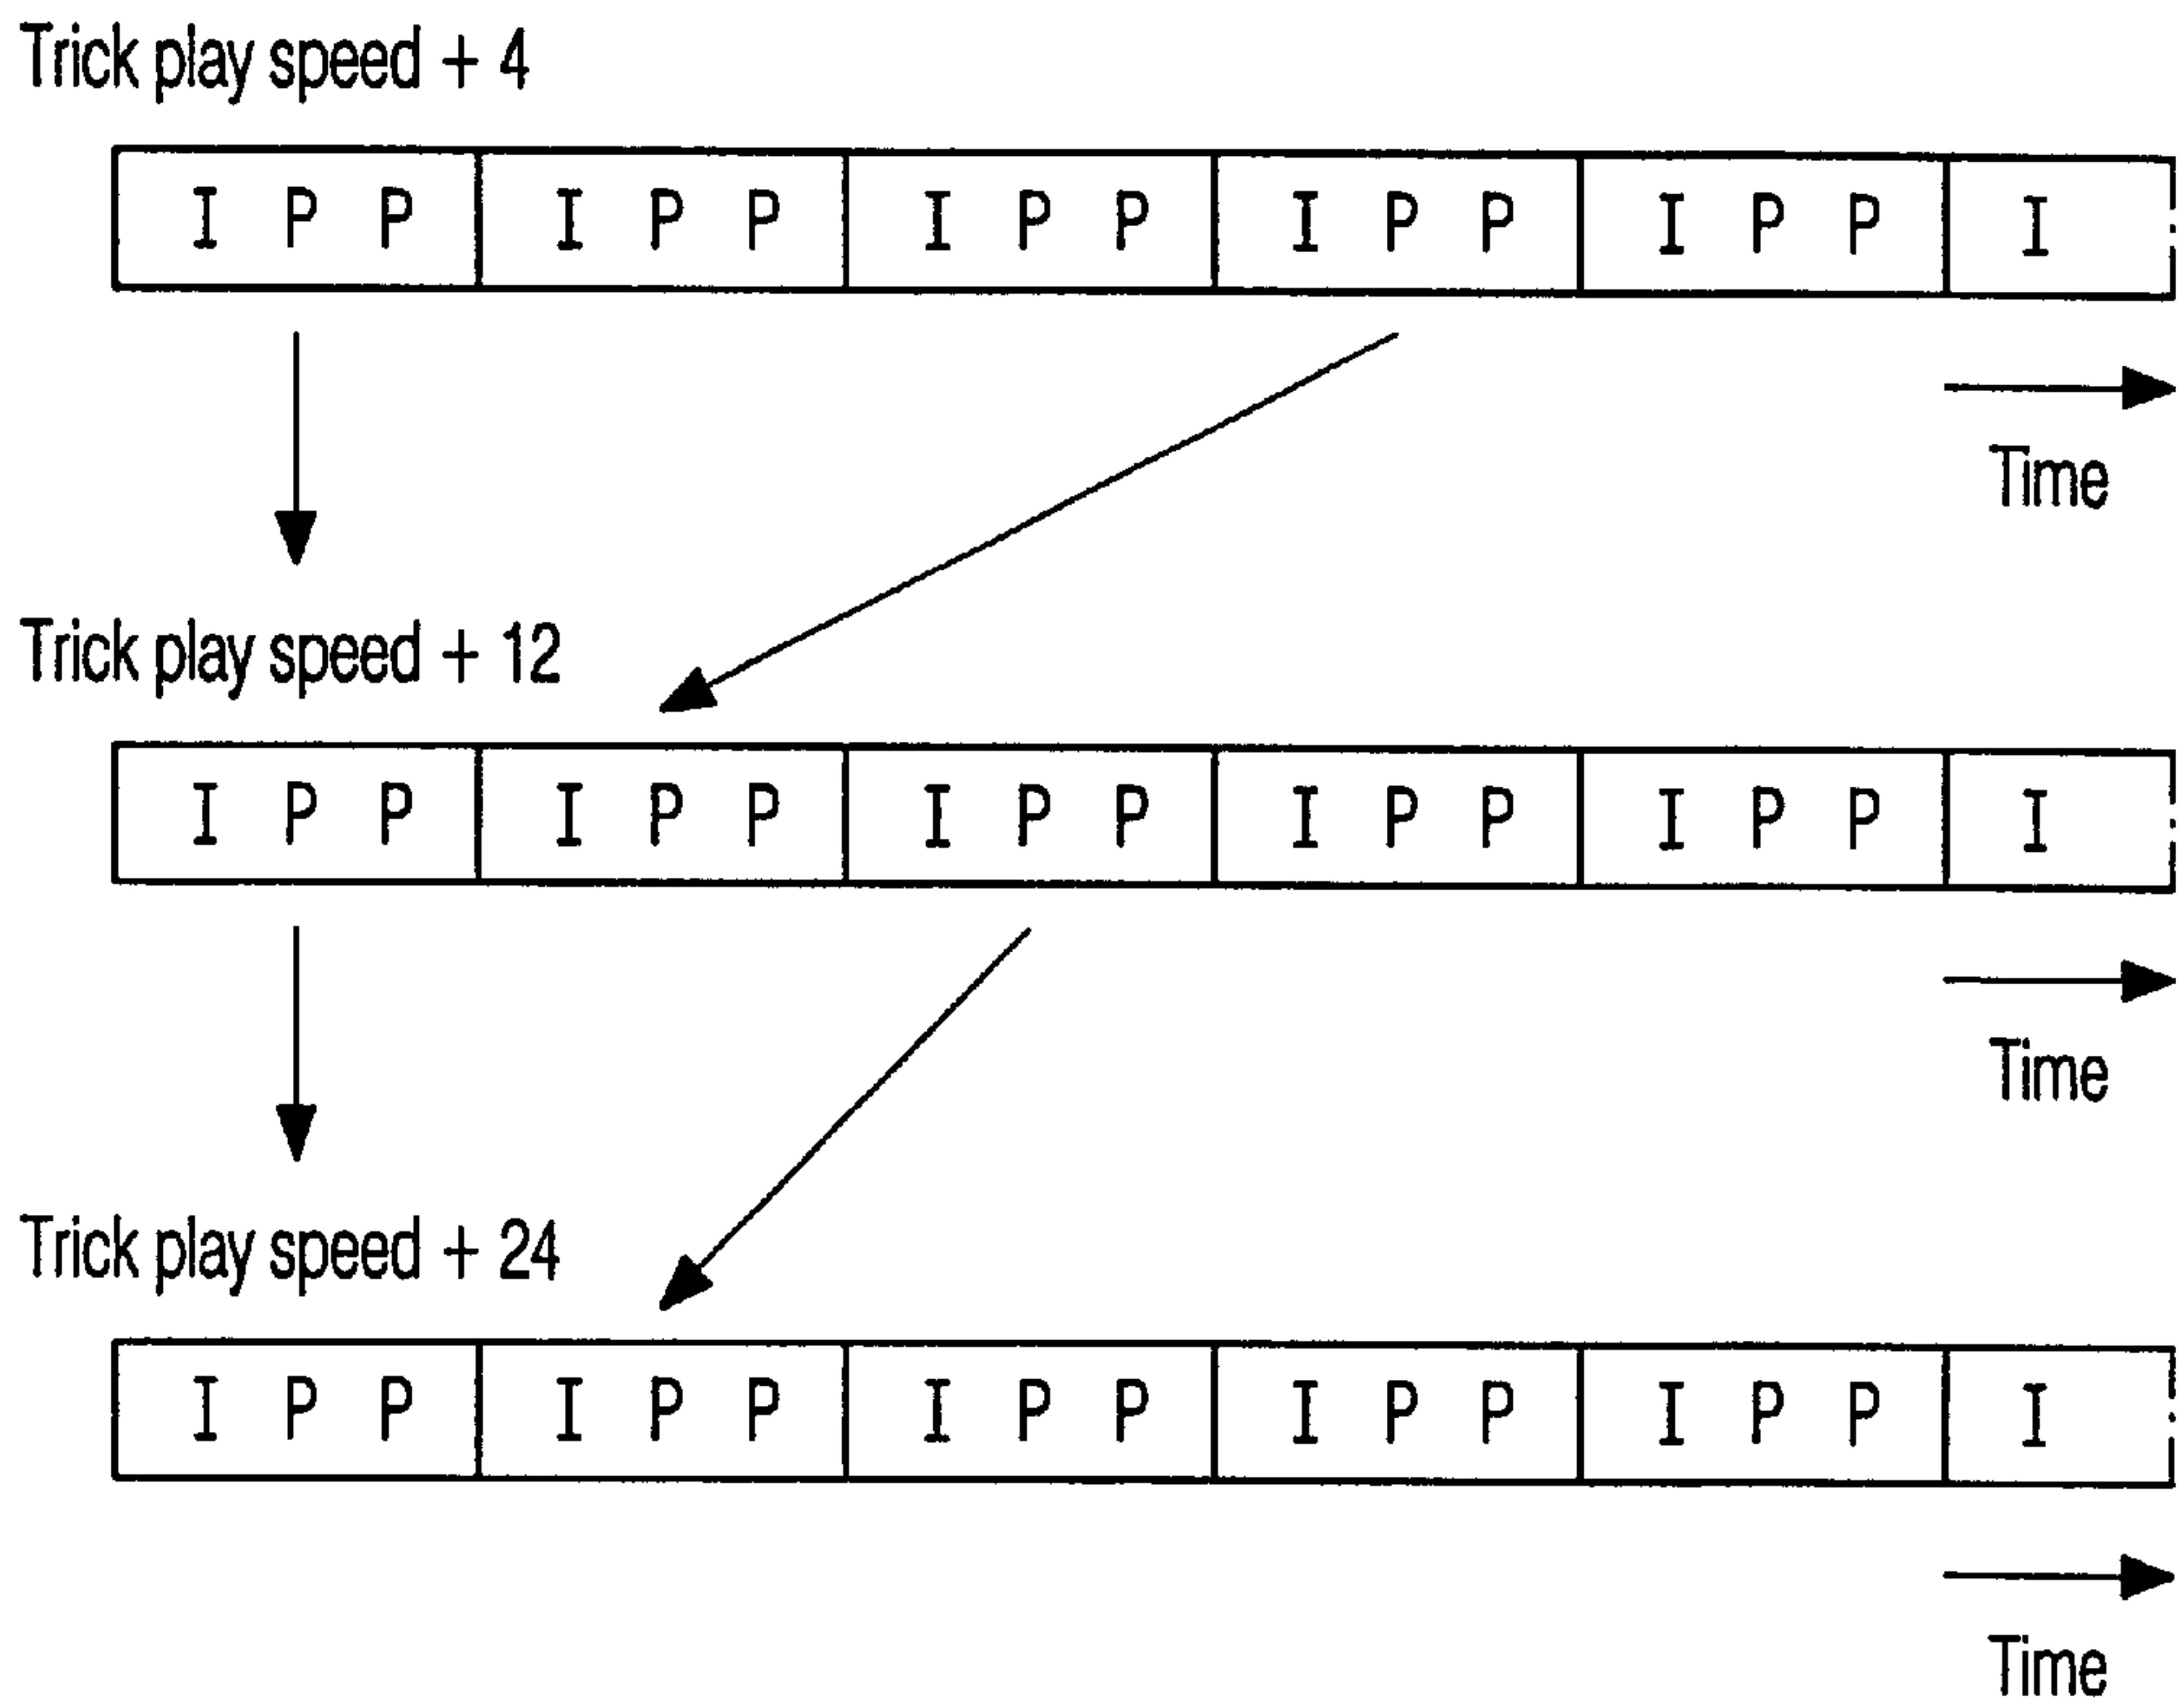 Trick play speed + 4
I P P I P P I P P I P P I P P I
Time
Trick play speed + 12
I P P I P P I P P I P P I P P I
Time
Trick play speed + 24
I P P I P P I P P I P P I P P I
Time